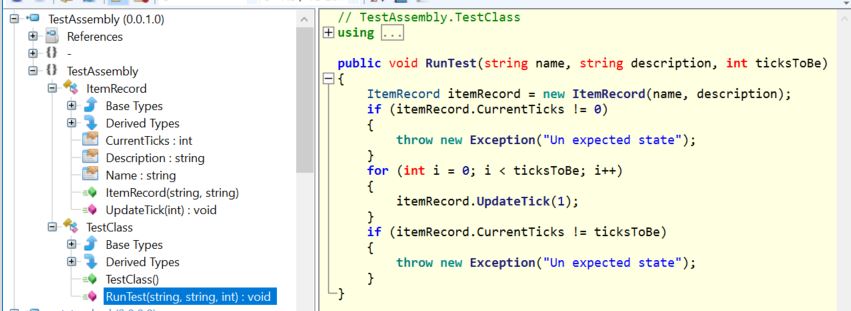 TestAssembly (0.0.1.0)
References
-
TestAssembly
ItemRecord
Base Types
Derived Types
CurrentTicks : int
Description : string
Name : string
ItemRecord(string, string)
UpdateTick(int) : void
TestClass
Base Types
Derived Types
TestClass()
RunTest(string, string, int) : void
// TestAssembly.TestClass
using ...
public void RunTest(string name, string description, int ticksToBe)
{
ItemRecord itemRecord = new ItemRecord(name, description);
if (itemRecord.CurrentTicks != 0)
{
throw new Exception("Un expected state");
}
for (int i = 0; i < ticksToBe; i++)
{
itemRecord.UpdateTick(1);
}
if (itemRecord.CurrentTicks != ticksToBe)
{
throw new Exception("Un expected state");
}
}